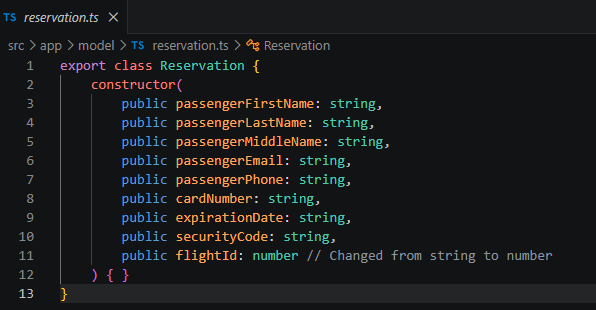 TS reservation.ts ×
src > app > model > TS reservation.ts > Reservation
1 export class Reservation {
2     constructor(
3         public passengerFirstName: string,
4         public passengerLastName: string,
5         public passengerMiddleName: string,
6         public passengerEmail: string,
7         public passengerPhone: string,
8         public cardNumber: string,
9         public expirationDate: string,
10         public securityCode: string,
11         public flightId: number // Changed from string to number
12     ) { }
13 }